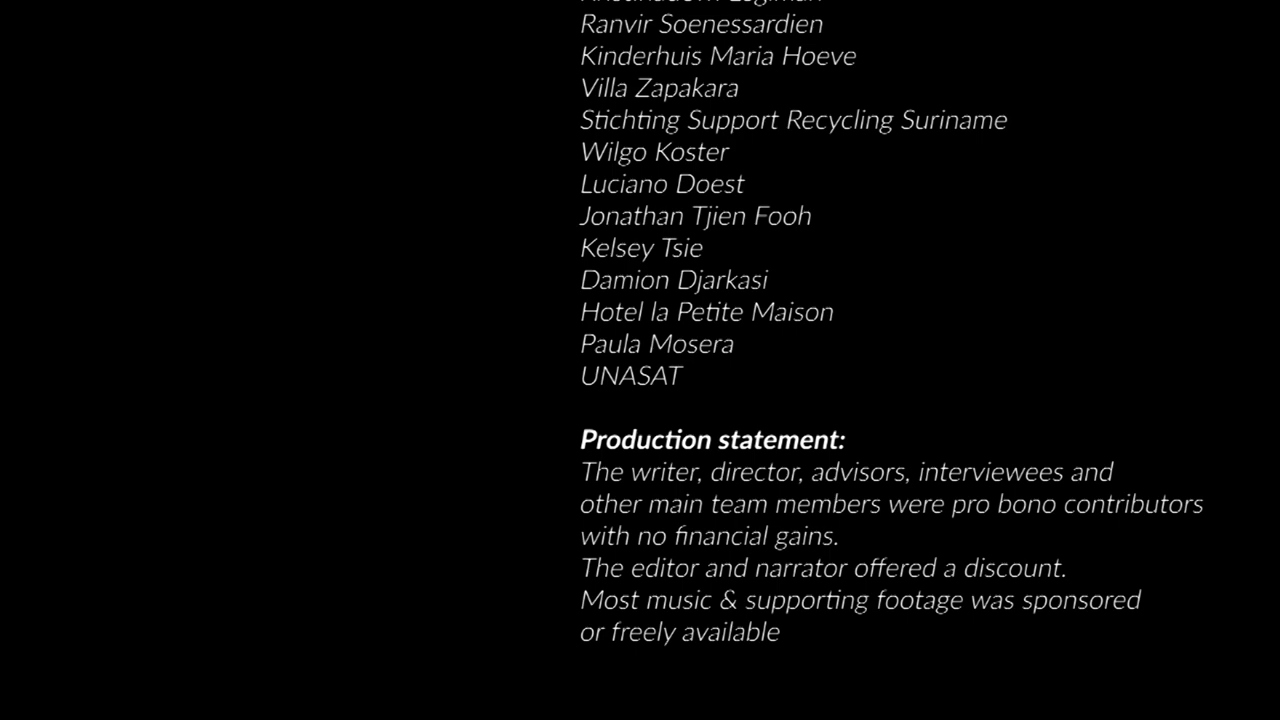 Ranvir Soenessardien
Kinderhuis Maria Hoeve
Villa Zapakara
Stichting Support Recycling Suriname
Wilgo Koster
Luciano Doest
Jonathan Tjien Fooh
Kelsey Tsie
Damion Djarkasi
Hotel la Petite Maison
Paula Mosera
UNASAT
Production statement:
The writer, director, advisors, interviewees and
other main team members were pro bono contributors
with no financial gains.
The editor and narrator offered a discount.
Most music & supporting footage was sponsored
or freely available